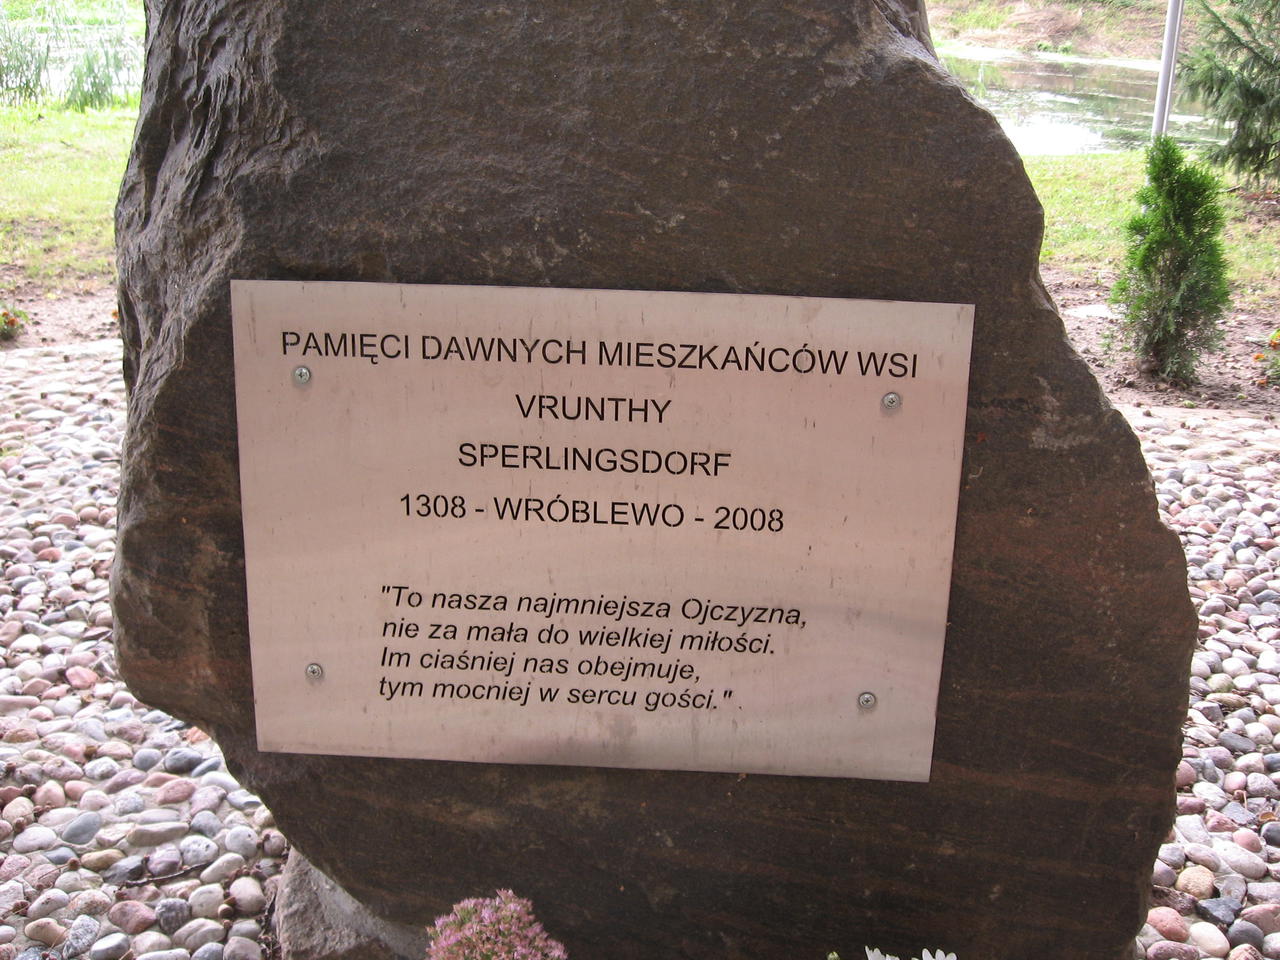 PAMIĘCI DAWNYCH MIESZKAŃCÓW WSI
VRUNTHY
SPERLINGSDORF
1308 - WRÓBLEWO - 2008
"To nasza najmniejsza Ojczyzna,
nie za mała do wielkiej miłości.
Im ciaśniej nas obejmuje,
tym mocniej w sercu gości."